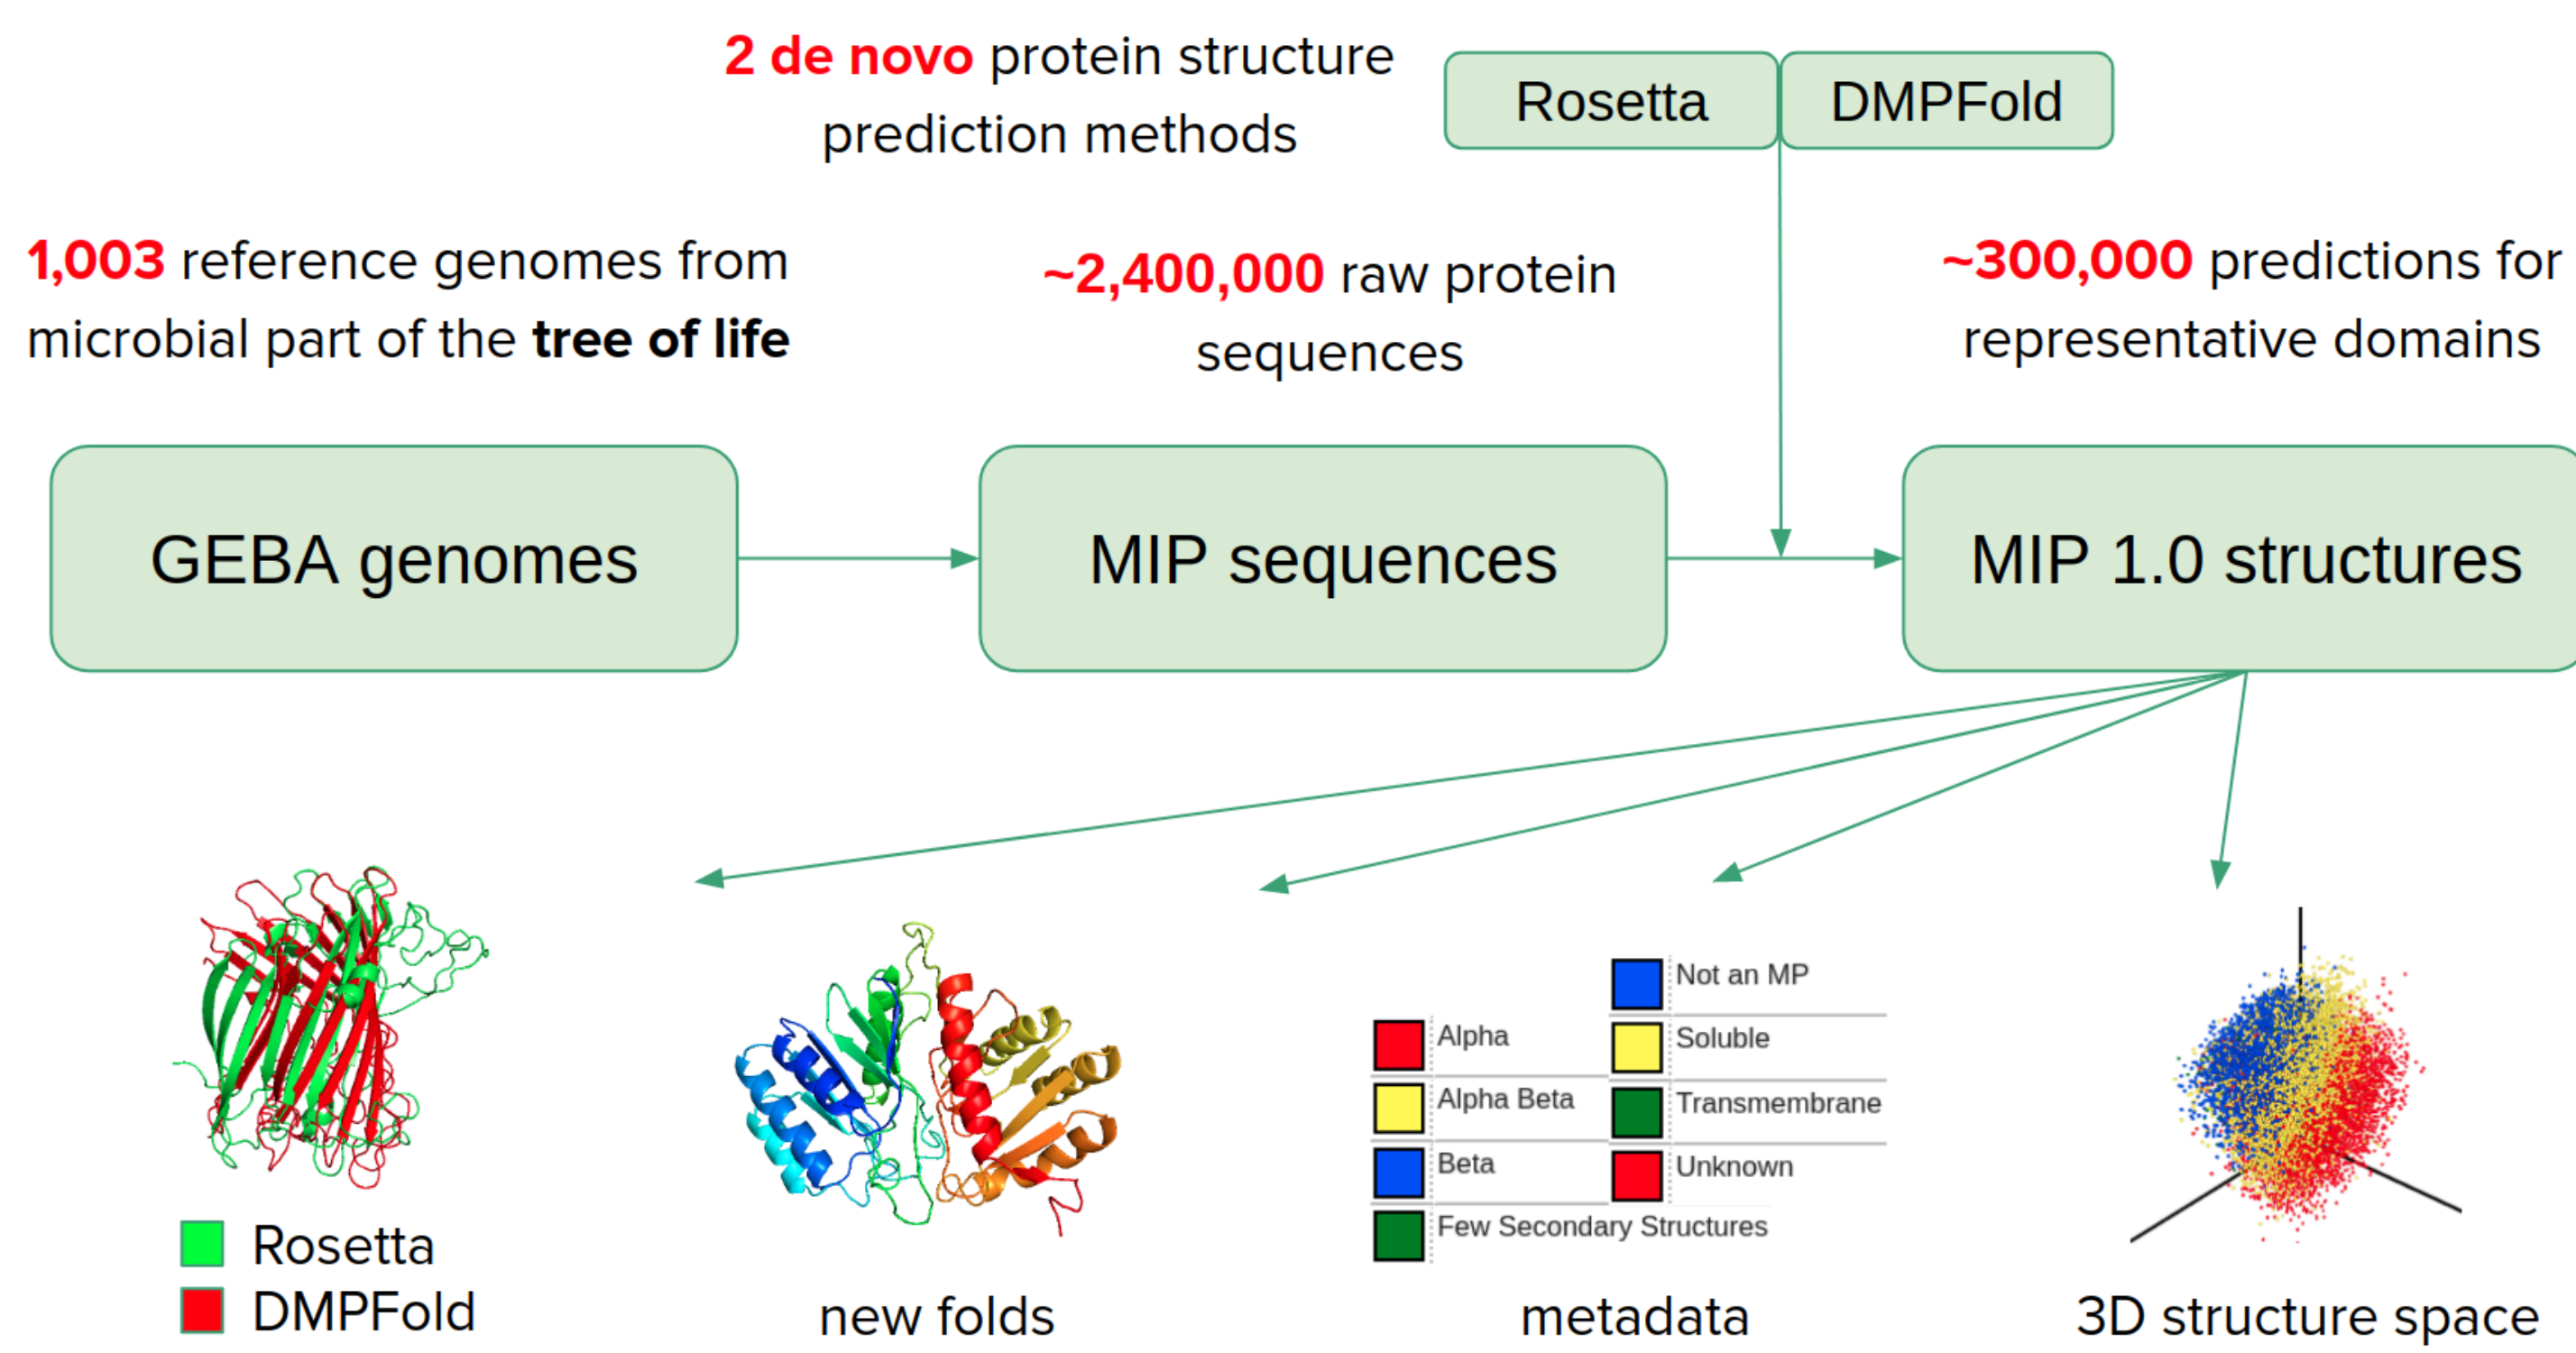 2 de novo protein structure
prediction methods
Rosetta
DMPFold
1,003 reference genomes from
microbial part of the tree of life
~2,400,000 raw protein
sequences
~300,000 predictions for
representative domains
GEBA genomes
MIP sequences
MIP 1.0 structures
Rosetta
DMPFold
new folds
Alpha
Alpha Beta
Beta
Few Secondary Structures
Not an MP
Soluble
Transmembrane
Unknown
metadata
3D structure space